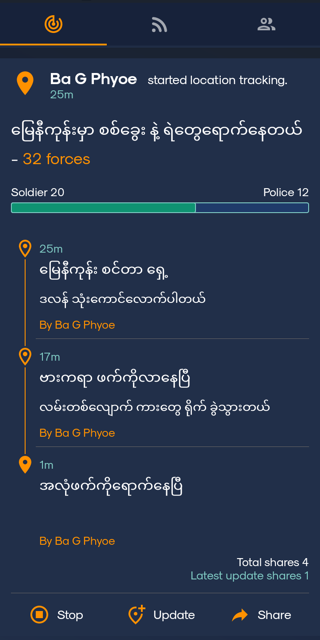 Ba G Phyoe started location tracking.
25m
မြေနီကုန်းမှာ စစ်ခွေး နဲ့ ရဲတွေရောက်နေတယ်
- 32 forces
Soldier 20 Police 12
25m
မြေနီကုန်း စင်တာ ရှေ့
ဒလန် သုံးကောင်လောက်ပါတယ်
By Ba G Phyoe
17m
ဗားကရာ ဖက်ကိုလာနေပြီ
လမ်းတစ်လျောက် ကားတွေ ရိုက် ခွဲသွားတယ်
By Ba G Phyoe
1m
အလုံဖက်ကိုရောက်နေပြီ
By Ba G Phyoe
Total shares 4
Latest update shares 1
Stop Update Share